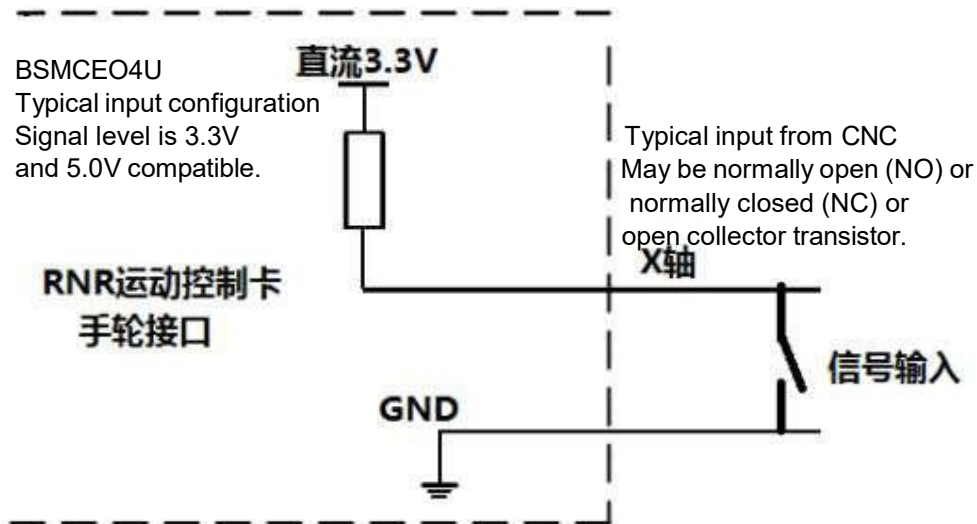 直流3.3V
BSMCEO4U
Typical input configuration
Signal level is 3.3V
and 5.0V compatible.
Typical input from CNC
May be normally open (NO) or
normally closed (NC) or
open collector transistor.
X轴
RNR运动控制卡
手轮接口
信号输入
GND